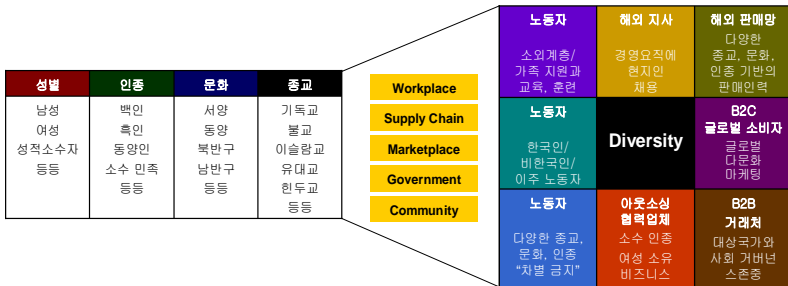 성별
남성
여성
성적소수자
등등
인종
백인
흑인
동양인
소수 민족
등등
문화
서양
동양
북반구
남반구
등등
종교
기독교
불교
이슬람교
유대교
힌두교
등등
Workplace
Supply Chain
Marketplace
Government
Community
노동자
소외계층/
가족 지원과
교육, 훈련
해외 지사
경영요직에
현지인
채용
해외 판매망
다양한
종교, 문화,
인종 기반의
판매인력
노동자
한국인/
비한국인/
이주 노동자
Diversity
B2C
글로벌 소비자
글로벌
다문화
마케팅
노동자
다양한 종교,
문화, 인종
“차별 금지”
아웃소싱
협력업체
소수 인종
여성 소유
비즈니스
B2B
거래처
대상국가와
사회 거버넌
스존중